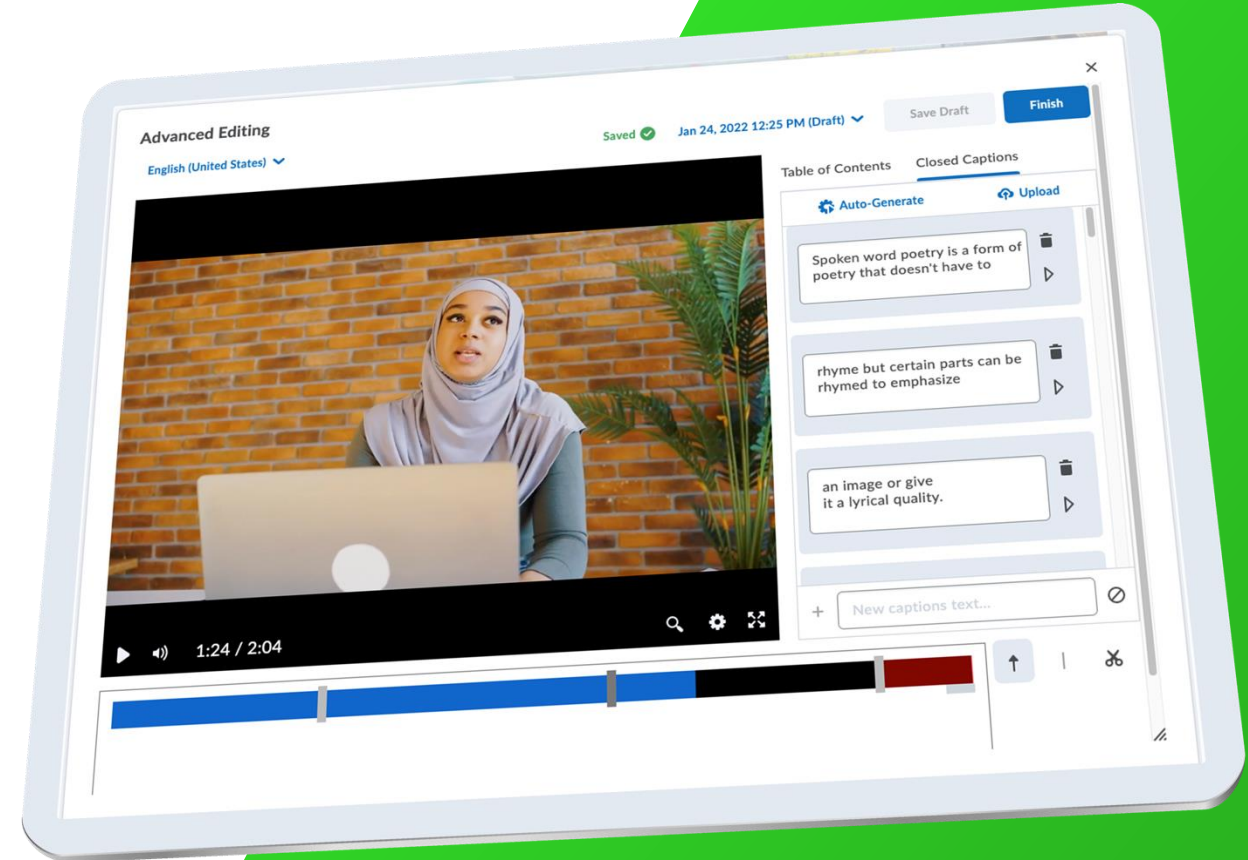 Advanced Editing
English (United States)
Saved
Jan 24, 2022 12:25 PM (Draft)
Save Draft
Finish
Table of Contents
Closed Captions
Auto-Generate
Upload
Spoken word poetry is a form of
poetry that doesn't have to
rhyme but certain parts can be
rhymed to emphasize
an image or give
it a lyrical quality.
New captions text...
1:24 / 2:04